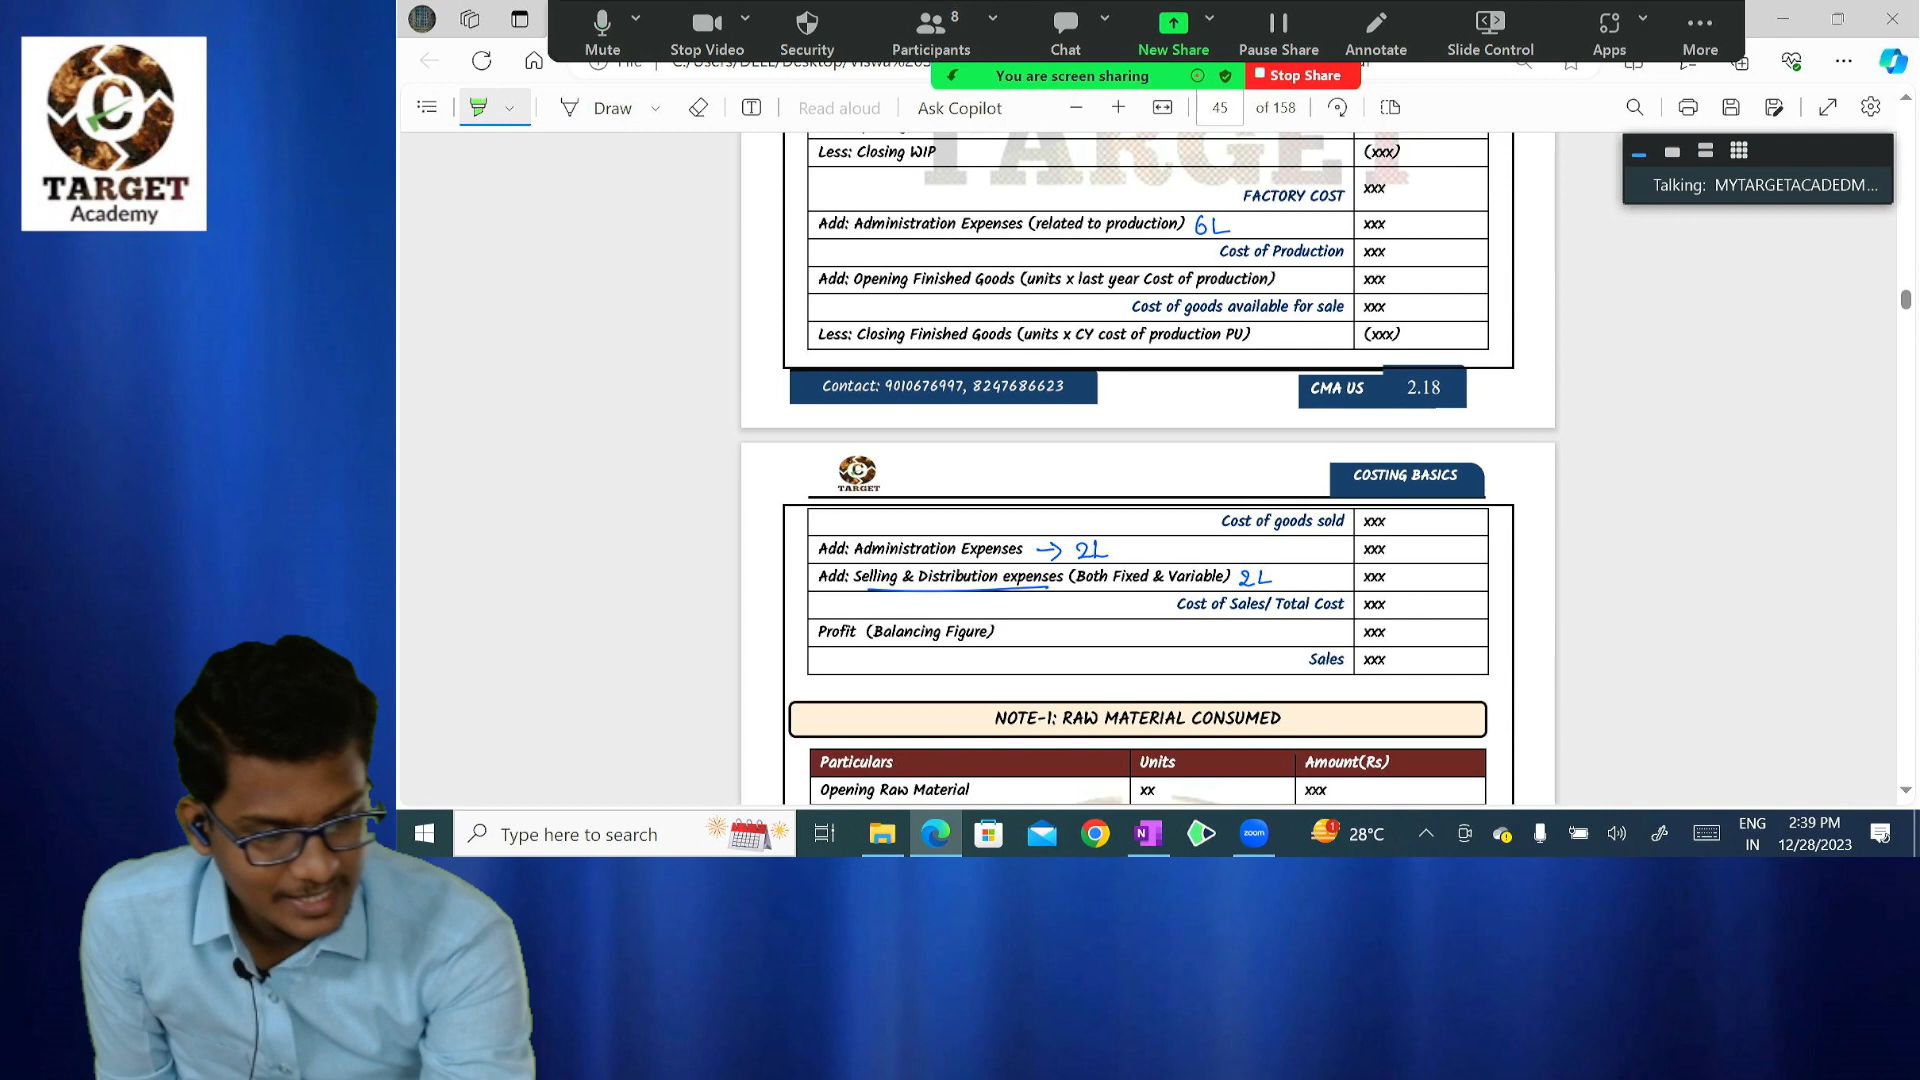 Mute
Stop Video
Security
Participants
8
Chat
New Share
Pause Share
Annotate
Slide Control
Apps
More
You are screen sharing
Stop Share
Draw
Read aloud
Ask Copilot
45
of 158
Talking: MYTARGETACADEDM...
TARGET
Academy
TARGET
Less: Closing WIP (xxx)
FACTORY COST xxx
Add: Administration Expenses (related to production) 6L xxx
Cost of Production xxx
Add: Opening Finished Goods (units x last year Cost of production) xxx
Cost of goods available for sale xxx
Less: Closing Finished Goods (units x CY cost of production PU) (xxx)
Contact: 9010676997, 8247686623
CMA US 2.18
TARGET
COSTING BASICS
Cost of goods sold xxx
Add: Administration Expenses → 2L xxx
Add: Selling & Distribution expenses (Both Fixed & Variable) 2L xxx
Cost of Sales/ Total Cost xxx
Profit (Balancing Figure) xxx
Sales xxx
NOTE-1: RAW MATERIAL CONSUMED
Particulars Units Amount(Rs)
Opening Raw Material xx xxx
Type here to search
zoom
1
28°C
ENG
IN
2:39 PM
12/28/2023